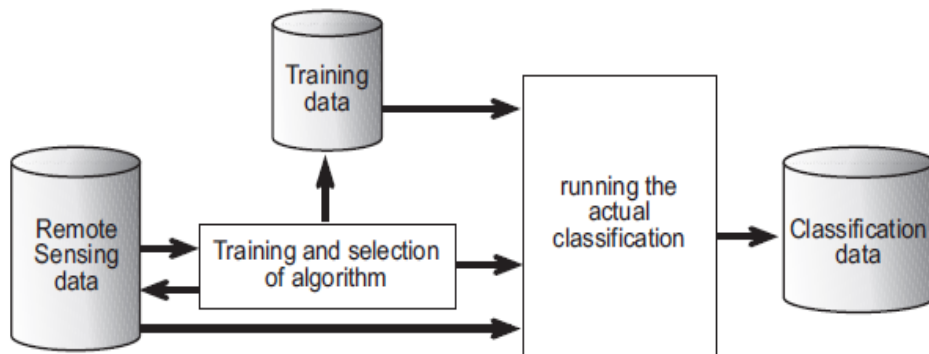 Training
data
Remote
Sensing
data
Training and selection
of algorithm
running the
actual
classification
Classification
data